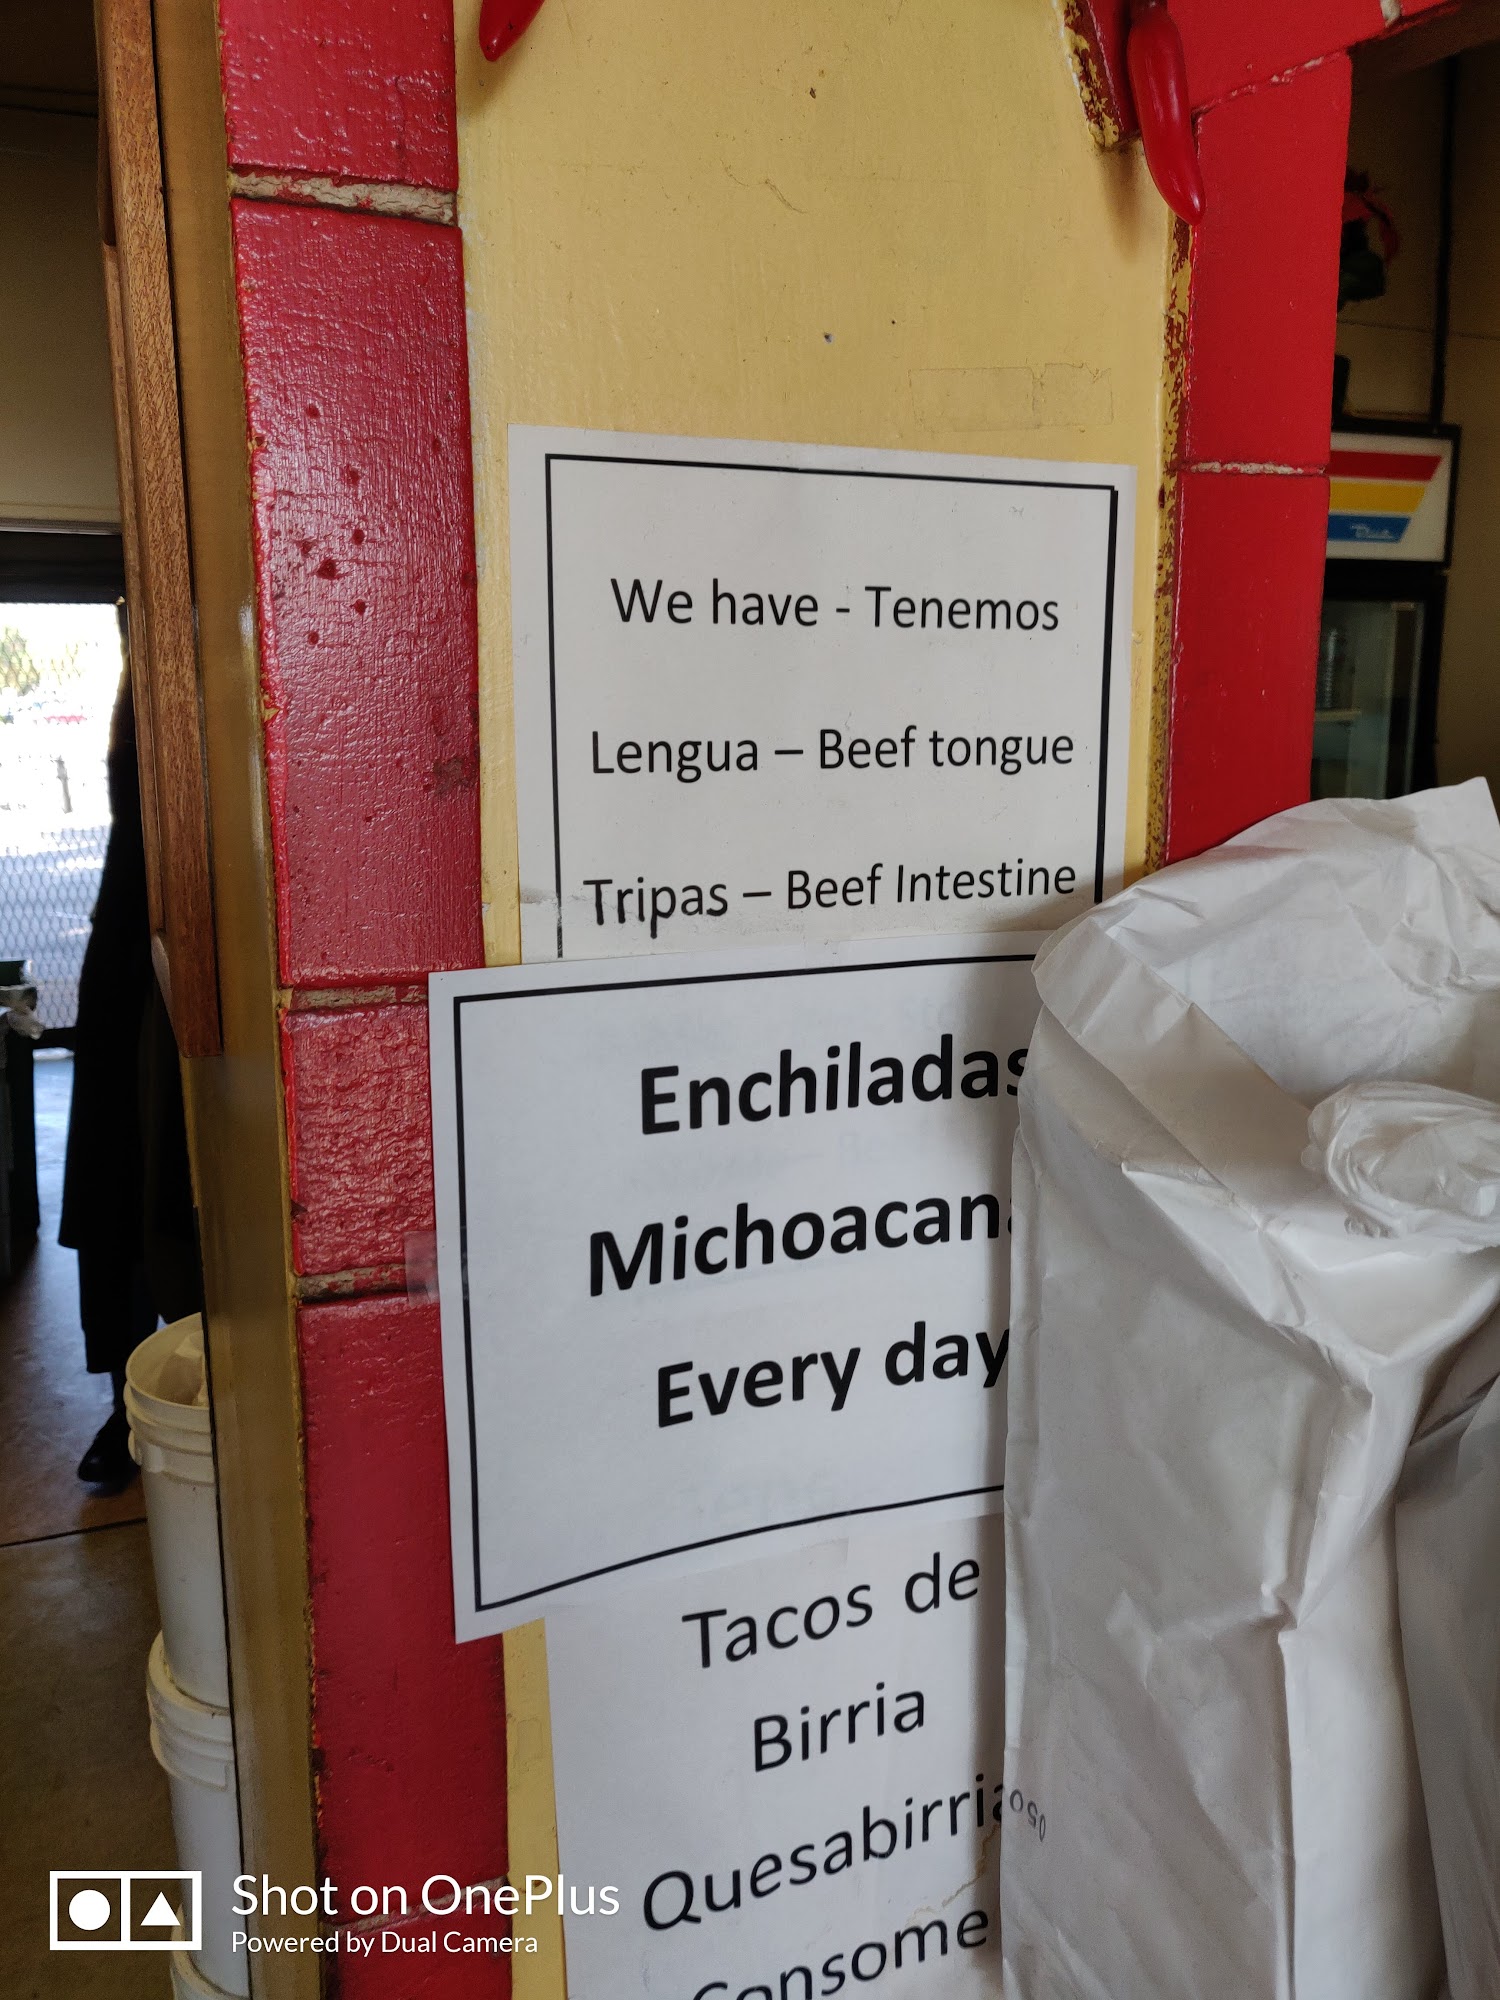 We have - Tenemos
Lengua – Beef tongue
Tripas – Beef Intestine
Enchiladas
Michoacan
Every day
Tacos de
Birria
Quesabirria
Consome
050
Shot on OnePlus
Powered by Dual Camera